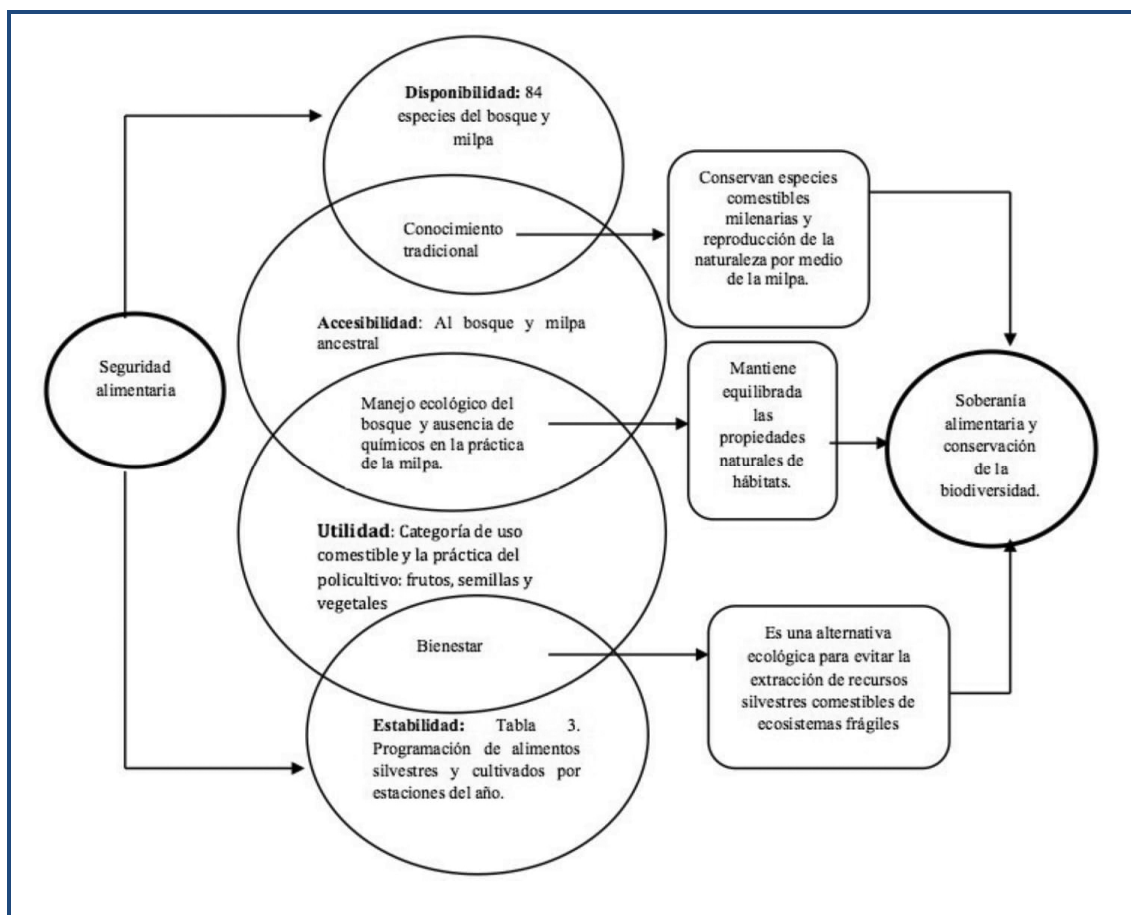 Disponibilidad: 84
especies del bosque y
milpa
Conocimiento
tradicional
Conservan especies
comestibles
milenarias y
reproducción de la
naturaleza por medio
de la milpa.
Accesibilidad: Al bosque y milpa
ancestral
Seguridad
alimentaria
Manejo ecológico del
bosque y ausencia de
químicos en la práctica
de la milpa.
Mantiene
equilibrada
las
propiedades
naturales de
hábitats.
Soberanía
alimentaria y
conservación
de la
biodiversidad.
Utilidad: Categoría de uso
comestible y la práctica del
policultivo: frutos, semillas y
vegetales
Bienestar
Es una alternativa
ecológica para evitar la
extracción de recursos
silvestres comestibles de
ecosistemas frágiles
Estabilidad: Tabla 3.
Programación de alimentos
silvestres y cultivados por
estaciones del año.